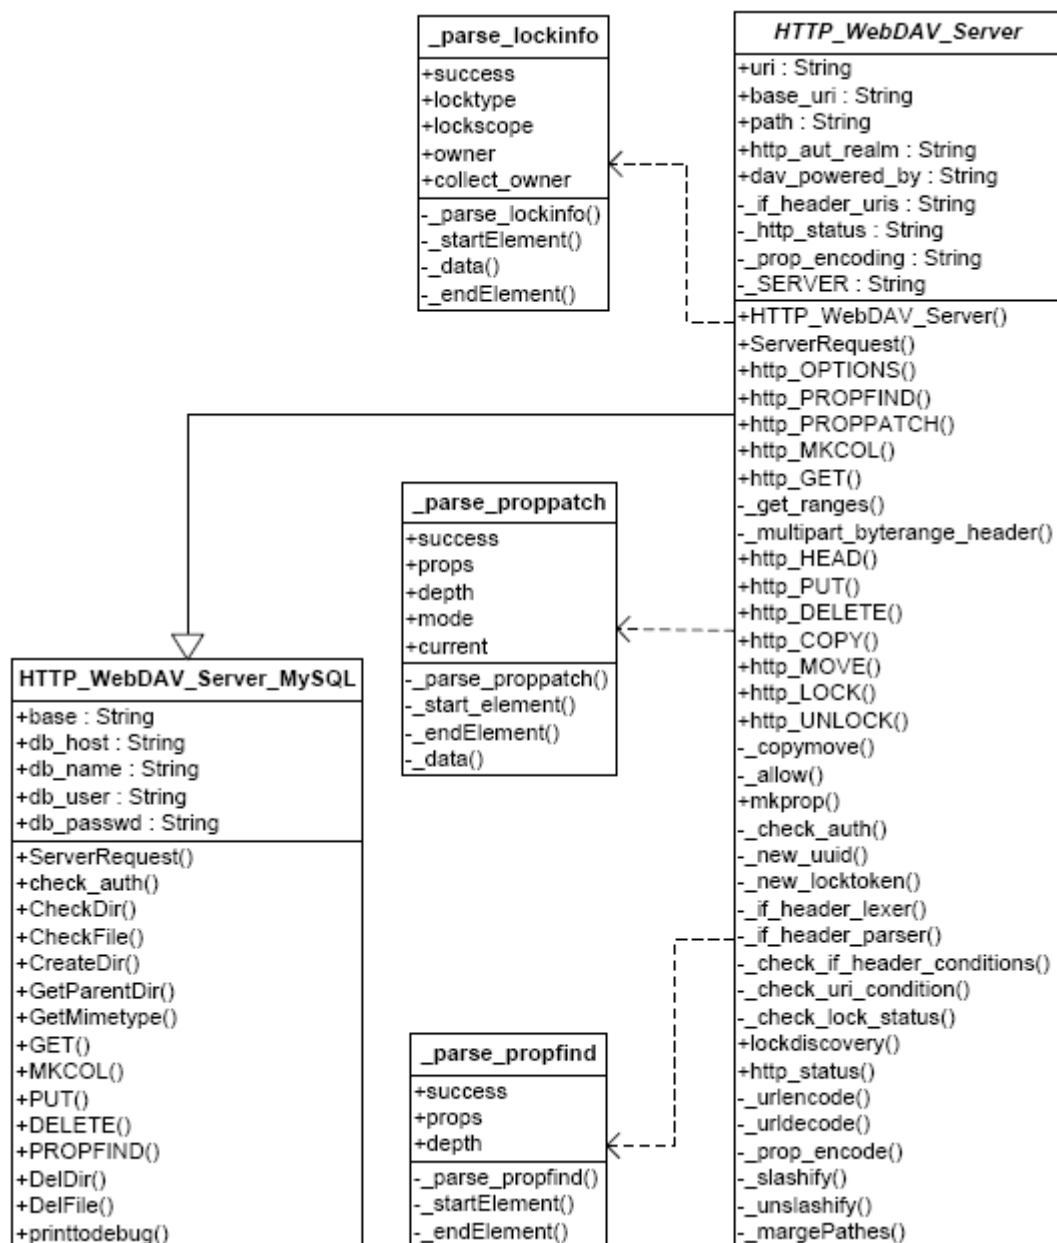 _parse_lockinfo
+success
+locktype
+lockscope
+owner
+collect_owner
-_parse_lockinfo()
-_startElement()
-_data()
-_endElement()
HTTP_WebDAV_Server
+uri : String
+base_uri : String
+path : String
+http_aut_realm : String
+dav_powered_by : String
-_if_header_uris : String
-_http_status : String
-_prop_encoding : String
-_SERVER : String
+HTTP_WebDAV_Server()
+ServerRequest()
+http_OPTIONS()
+http_PROPFIND()
+http_PROPPATCH()
+http_MKCOL()
+http_GET()
-_get_ranges()
-_multipart_byterange_header()
+http_HEAD()
+http_PUT()
+http_DELETE()
+http_COPY()
+http_MOVE()
+http_LOCK()
+http_UNLOCK()
-_copymove()
-_allow()
+mkprop()
-_check_auth()
-_new_uuid()
-_new_locktoken()
-_if_header_lexer()
-_if_header_parser()
-_check_if_header_conditions()
-_check_uri_condition()
-_check_lock_status()
+lockdiscovery()
+http_status()
-_urlencode()
-_urldecode()
-_prop_encode()
-_slashify()
-_unslashify()
-_margePathes()
_parse_proppatch
+success
+props
+depth
+mode
+current
-_parse_proppatch()
-_start_element()
-_endElement()
-_data()
HTTP_WebDAV_Server_MySQL
+base : String
+db_host : String
+db_name : String
+db_user : String
+db_passwd : String
+ServerRequest()
+check_auth()
+CheckDir()
+CheckFile()
+CreateDir()
+GetParentDir()
+GetMimetype()
+GET()
+MKCOL()
+PUT()
+DELETE()
+PROPFIND()
+DelDir()
+DelFile()
+printtodebug()
_parse_propfind
+success
+props
+depth
-_parse_propfind()
-_startElement()
-_endElement()